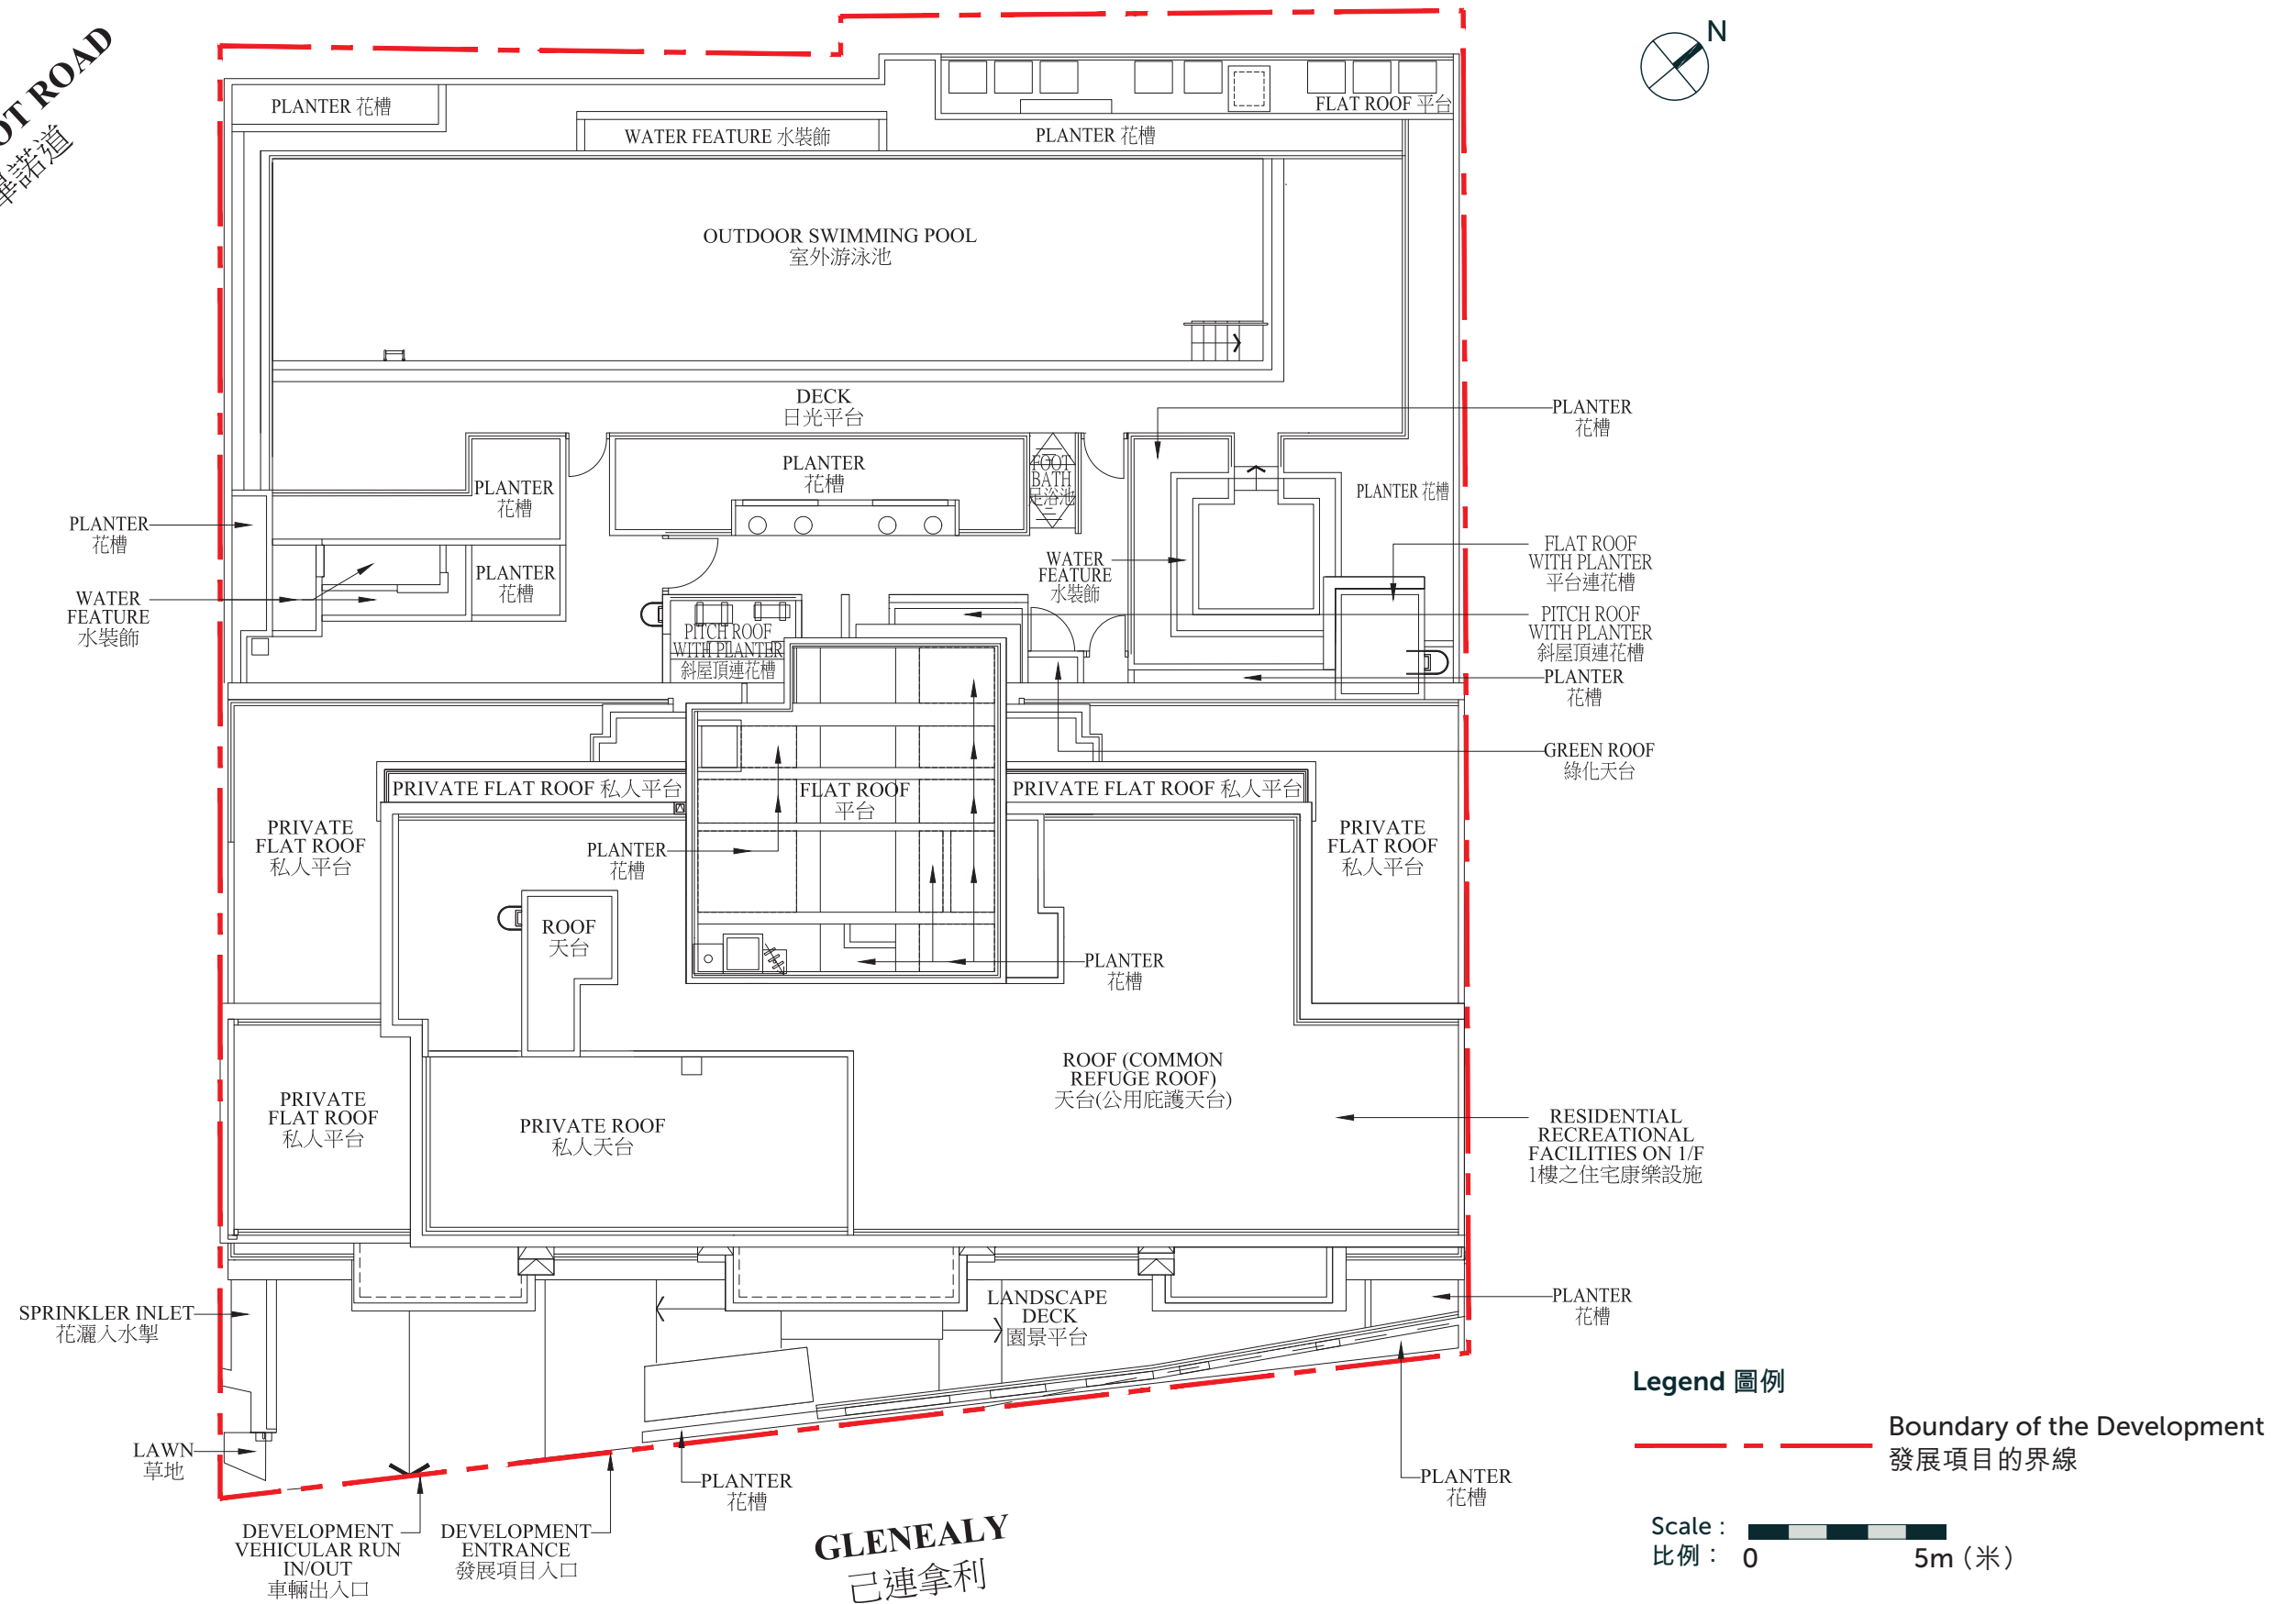 ROAD
畢諾道
N
PLANTER 花槽
WATER FEATURE 水裝飾
FLAT ROOF 平台
PLANTER 花槽
OUTDOOR SWIMMING POOL
室外游泳池
DECK
日光平台
PLANTER
花槽
PLANTER
花槽
PLANTER
花槽
FOOT
BATH
足浴池
PLANTER 花槽
PLANTER
花槽
PLANTER
花槽
WATER
FEATURE
水裝飾
FLAT ROOF
WITH PLANTER
平台連花槽
WATER
FEATURE
水裝飾
PITCH ROOF
WITH PLANTER
斜屋頂連花槽
PITCH ROOF
WITH PLANTER
斜屋頂連花槽
PLANTER
花槽
GREEN ROOF
綠化天台
PRIVATE FLAT ROOF 私人平台
FLAT ROOF
平台
PRIVATE FLAT ROOF 私人平台
PRIVATE
FLAT ROOF
私人平台
PLANTER
花槽
PRIVATE
FLAT ROOF
私人平台
ROOF
天台
PLANTER
花槽
PRIVATE
FLAT ROOF
私人平台
PRIVATE ROOF
私人天台
ROOF (COMMON
REFUGE ROOF)
天台(公用庇護天台)
RESIDENTIAL
RECREATIONAL
FACILITIES ON 1/F
1樓之住宅康樂設施
SPRINKLER INLET
花灑入水掣
LANDSCAPE
DECK
園景平台
PLANTER
花槽
LAWN
草地
PLANTER
花槽
PLANTER
花槽
DEVELOPMENT
VEHICULAR RUN
IN/OUT
車輛出入口
DEVELOPMENT
ENTRANCE
發展項目入口
GLENEALY
己連拿利
Legend 圖例
Boundary of the Development
發展項目的界線
Scale :
比例：
0
5m（米）